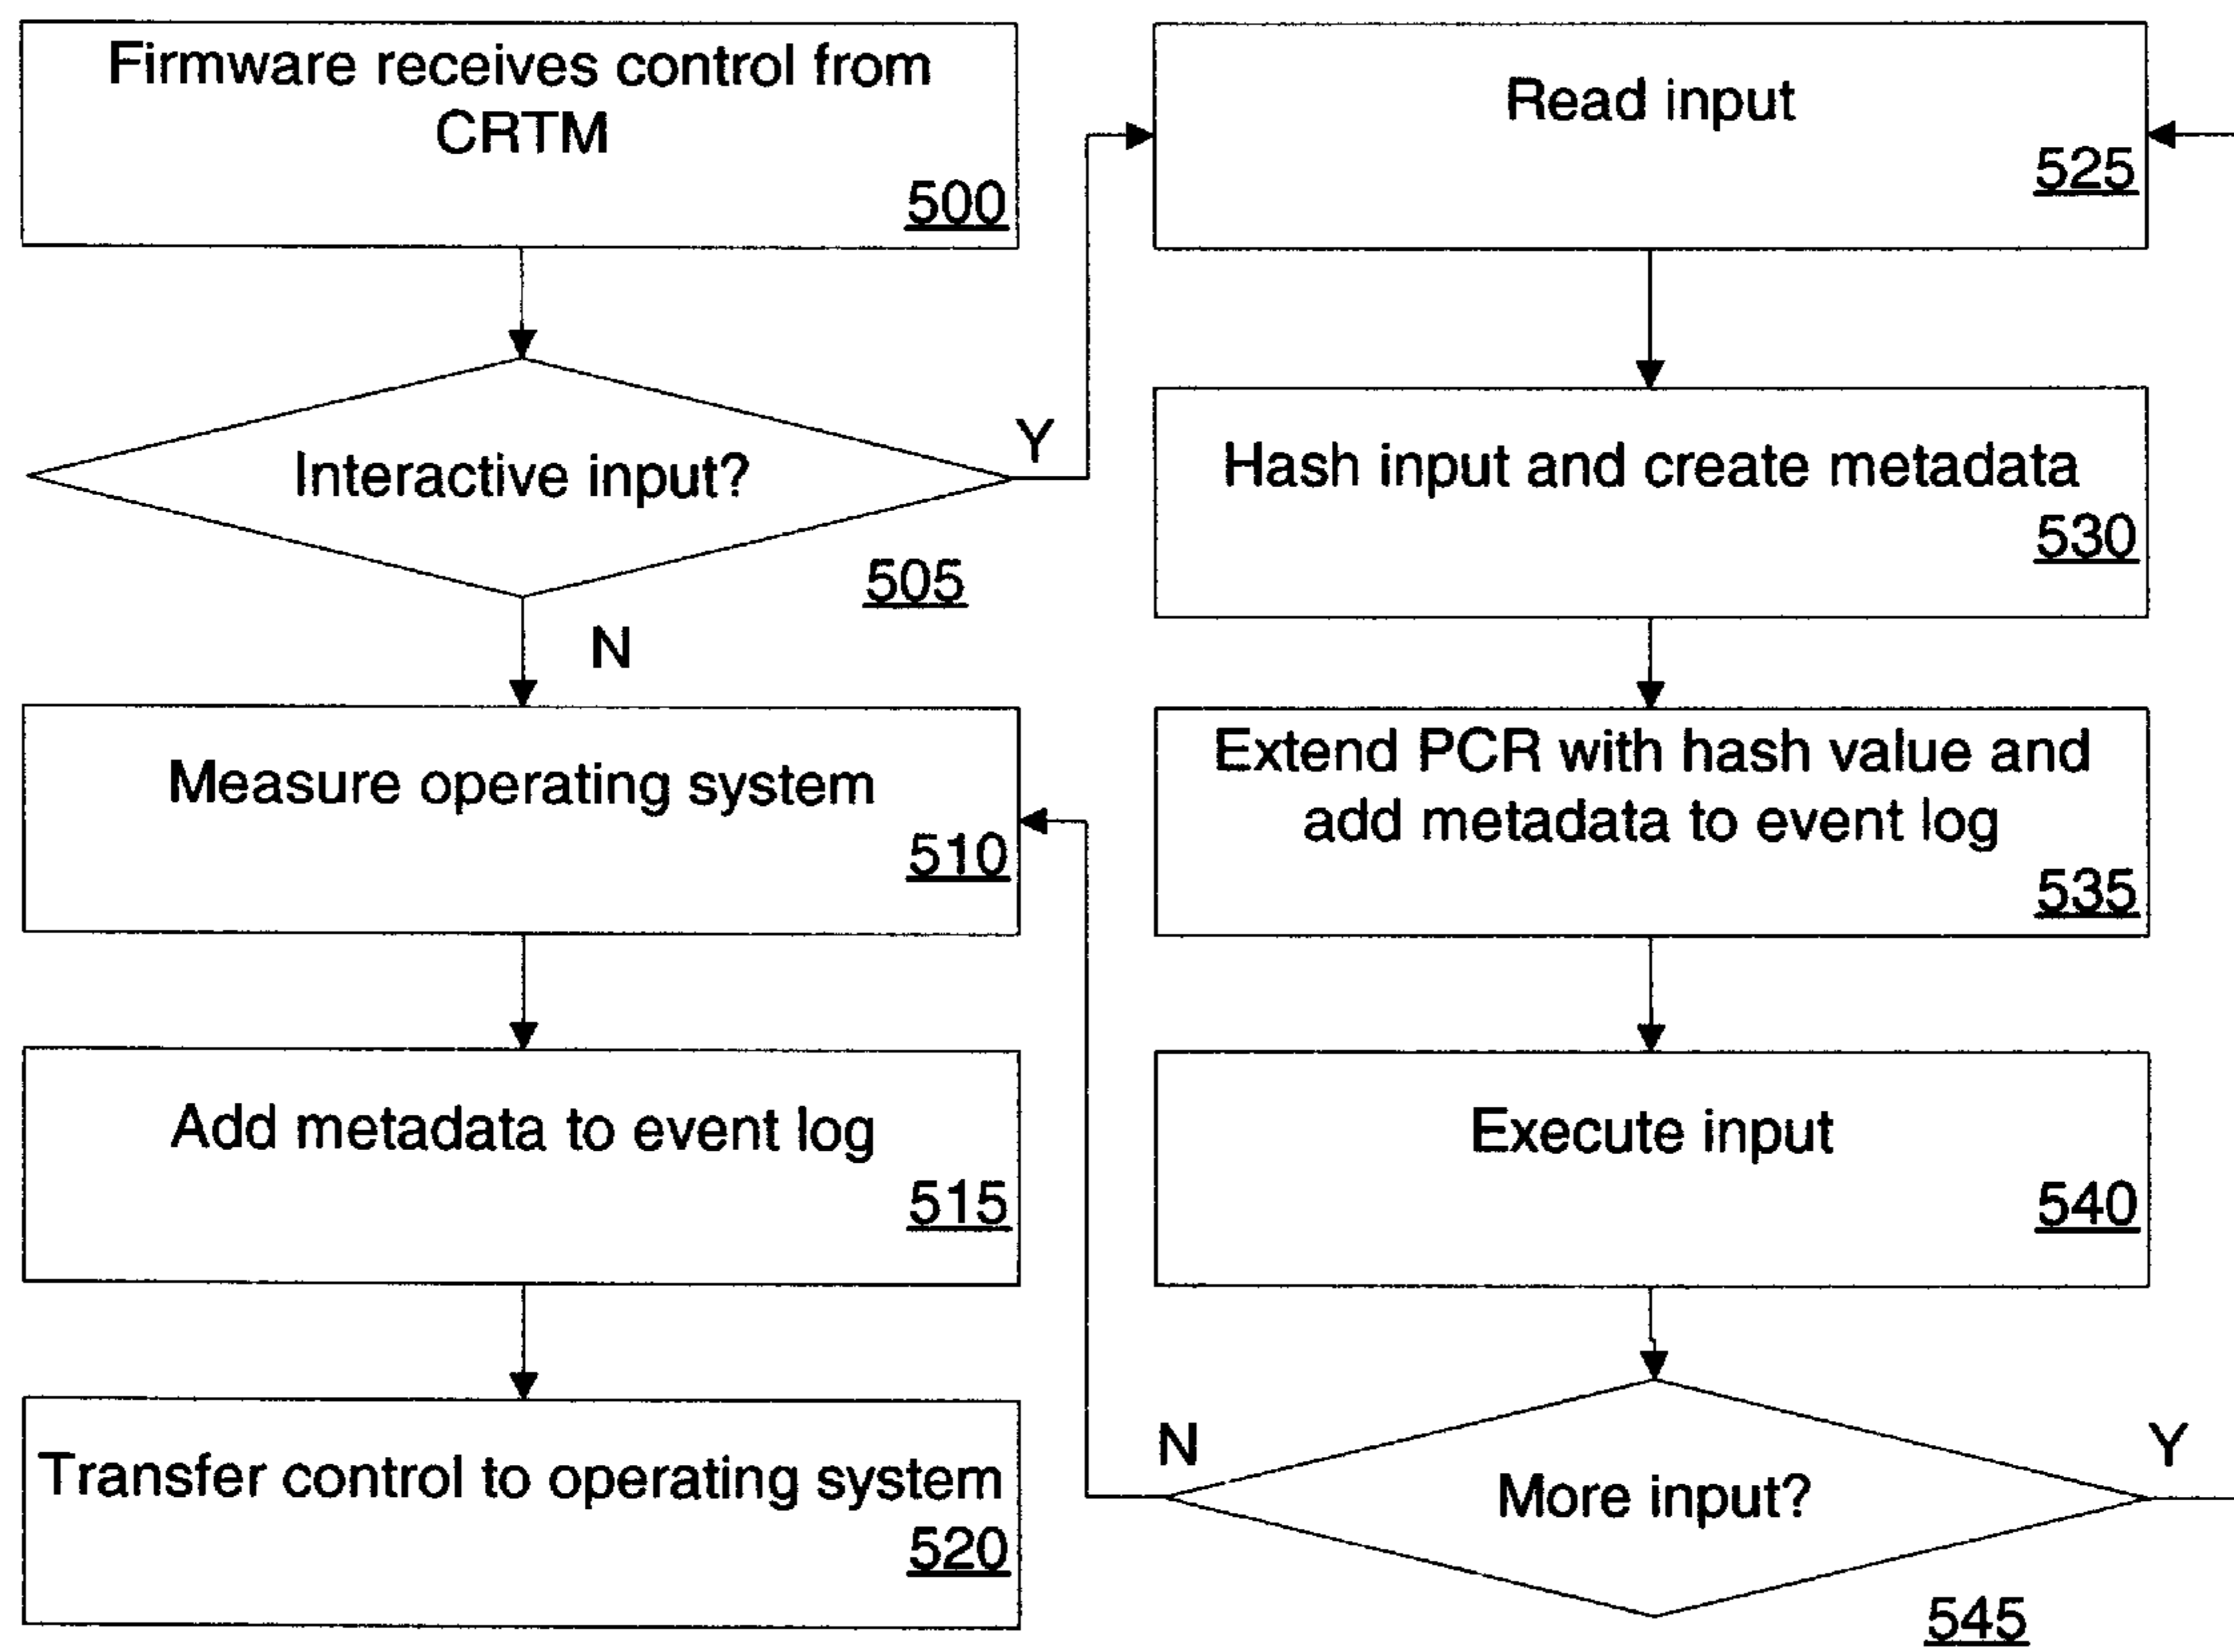 Firmware receives control from
CRTM
500
Interactive input?
Y
505
N
Measure operating system
510
Add metadata to event log
515
Transfer control to operating system
520
Read input
525
Hash input and create metadata
530
Extend PCR with hash value and
add metadata to event log
535
Execute input
540
N
More input?
Y
545